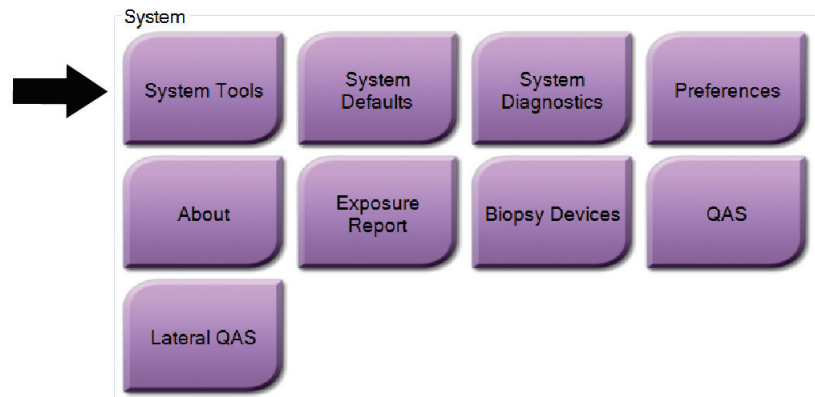 System
System Tools
System
Defaults
System
Diagnostics
Preferences
About
Exposure
Report
Biopsy Devices
QAS
Lateral QAS